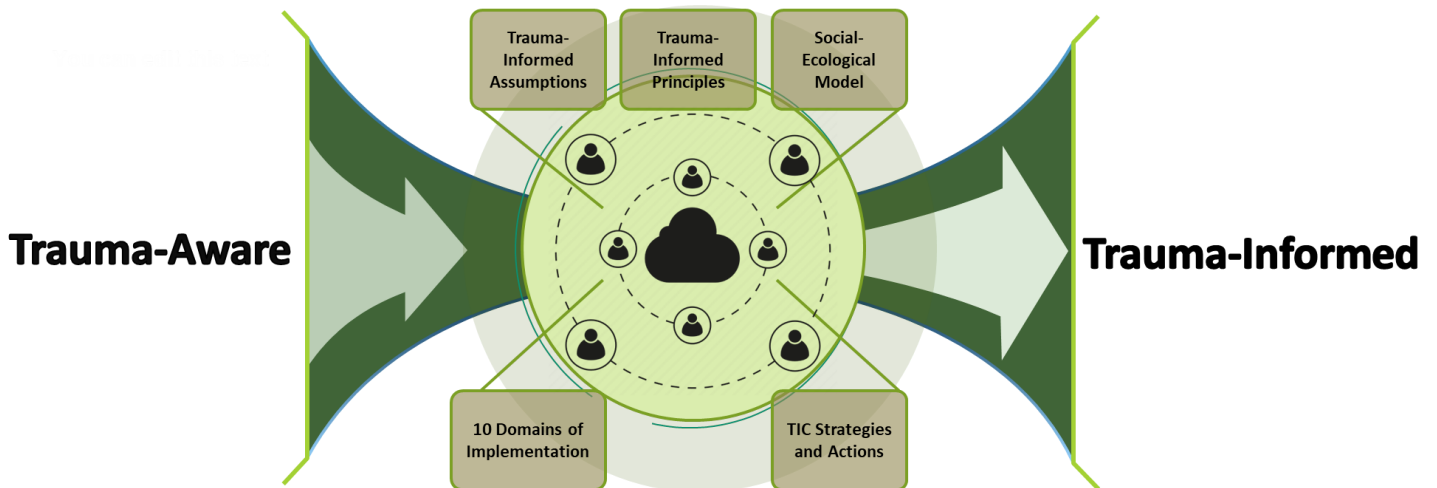 Trauma-
Informed
Assumptions
Trauma-
Informed
Principles
Social-
Ecological
Model
Trauma-Aware
Trauma-Informed
10 Domains of
Implementation
TIC Strategies
and Actions